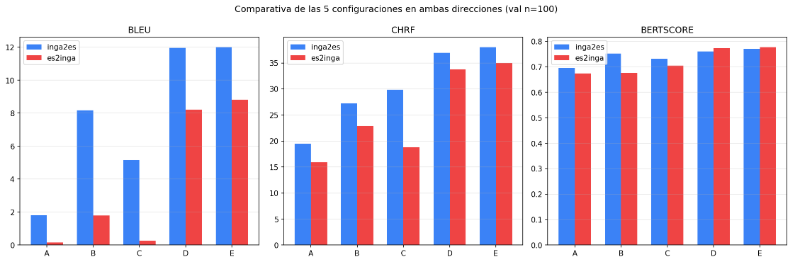 Comparativa de las 5 configuraciones en ambas direcciones (val n=100)
BLEU
inga2es
es2inga
12
10
8
6
4
2
0
A B C D E
CHRF
inga2es
es2inga
35
30
25
20
15
10
5
0
A B C D E
BERTSCORE
inga2es
es2inga
0.8
0.7
0.6
0.5
0.4
0.3
0.2
0.1
0.0
A B C D E